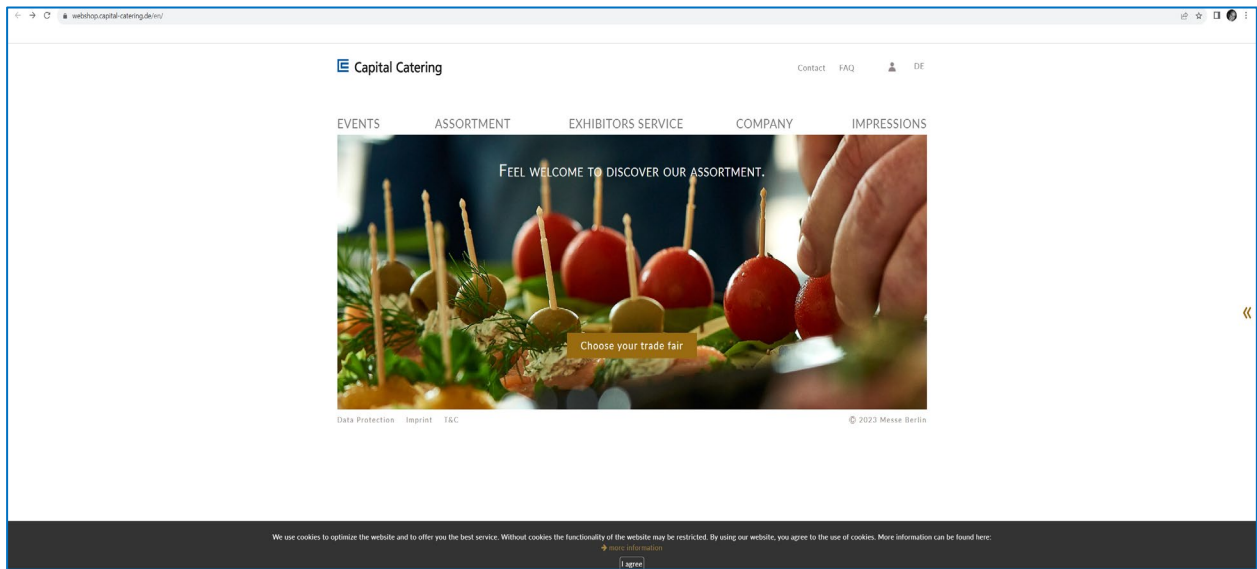 webshop.capital-catering.de/en/
Capital Catering
Contact FAQ DE
EVENTS ASSORTMENT EXHIBITORS SERVICE COMPANY IMPRESSIONS
FEEL WELCOME TO DISCOVER OUR ASSORTMENT.
Choose your trade fair
Data Protection Imprint T&C © 2023 Messe Berlin
We use cookies to optimize the website and to offer you the best service. Without cookies the functionality of the website may be restricted. By using our website, you agree to the use of cookies. More information can be found here:
➔ more information
I agree